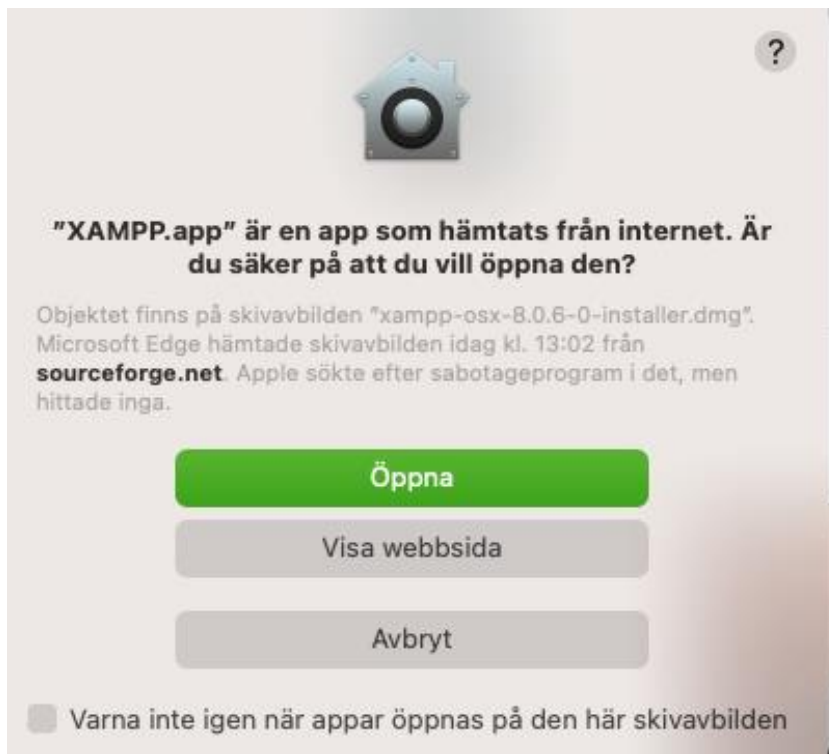 ?
"XAMPP.app" är en app som hämtats från internet. Är
du säker på att du vill öppna den?
Objektet finns på skivavbilden "xampp-osx-8.0.6-0-installer.dmg".
Microsoft Edge hämtade skivavbilden idag kl. 13:02 från
sourceforge.net. Apple sökte efter sabotageprogram i det, men
hittade inga.
Öppna
Visa webbsida
Avbryt
Varna inte igen när appar öppnas på den här skivavbilden